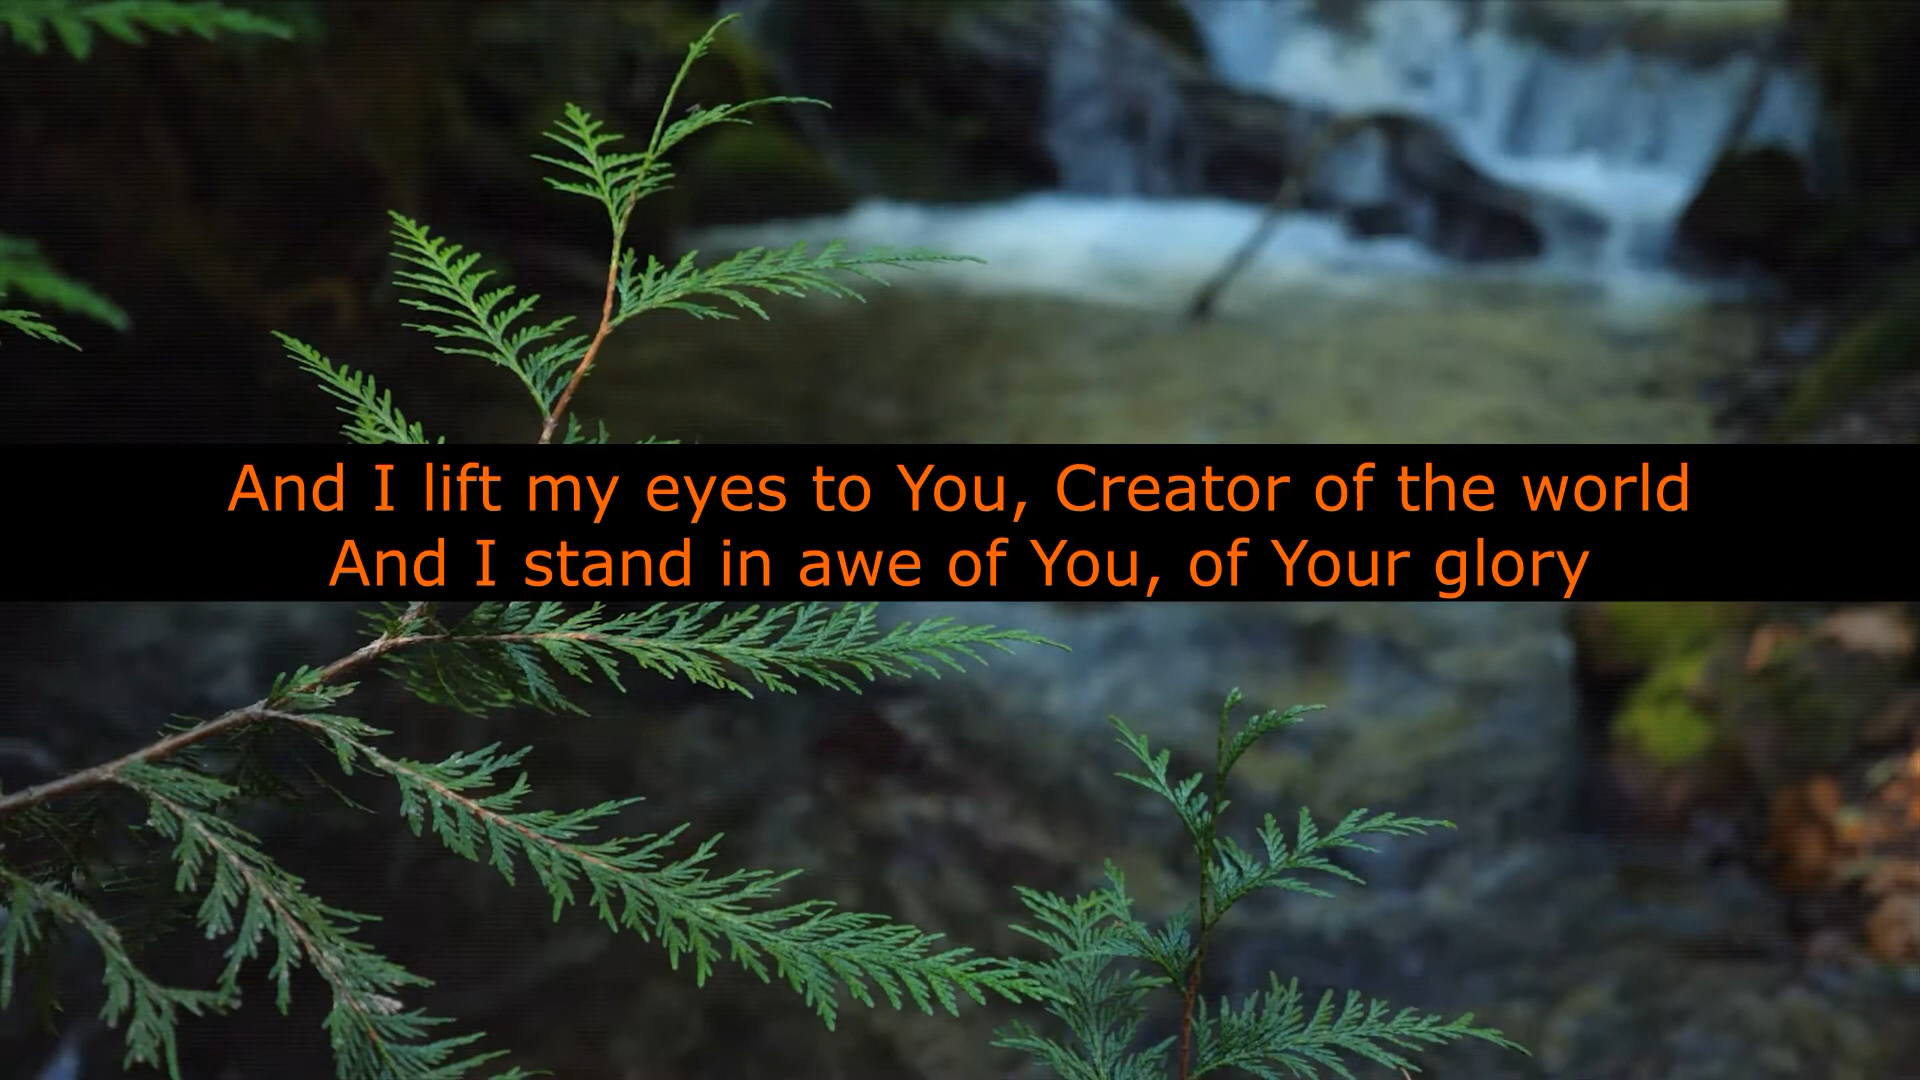 And I lift my eyes to You, Creator of the world
And I stand in awe of You, of Your glory